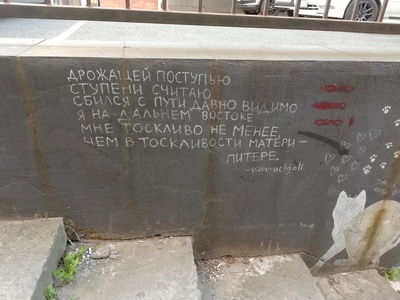 ДРОЖАЩЕЙ ПОСТУПЬЮ
СТУПЕНИ СЧИТАЮ
СБИЛСЯ С ПУТИ, ДАВНО ВИДИМО
Я НА ДАЛЬНЕМ ВОСТОКЕ
МНЕ ТОСКЛИВО НЕ МЕНЕЕ,
ЧЕМ В ТОСКЛИВОСТИ МАТЕРИ –
ПИТЕРЕ.